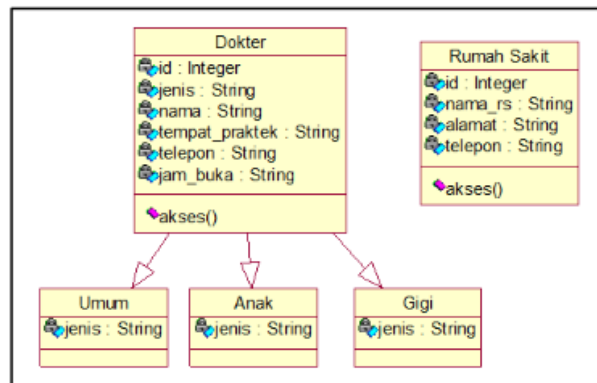 Dokter
id : Integer
jenis : String
nama : String
tempat_praktek : String
telepon : String
jam_buka : String
akses()
Rumah Sakit
id : Integer
nama_rs : String
alamat : String
telepon : String
akses()
Umum
jenis : String
Anak
jenis : String
Gigi
jenis : String